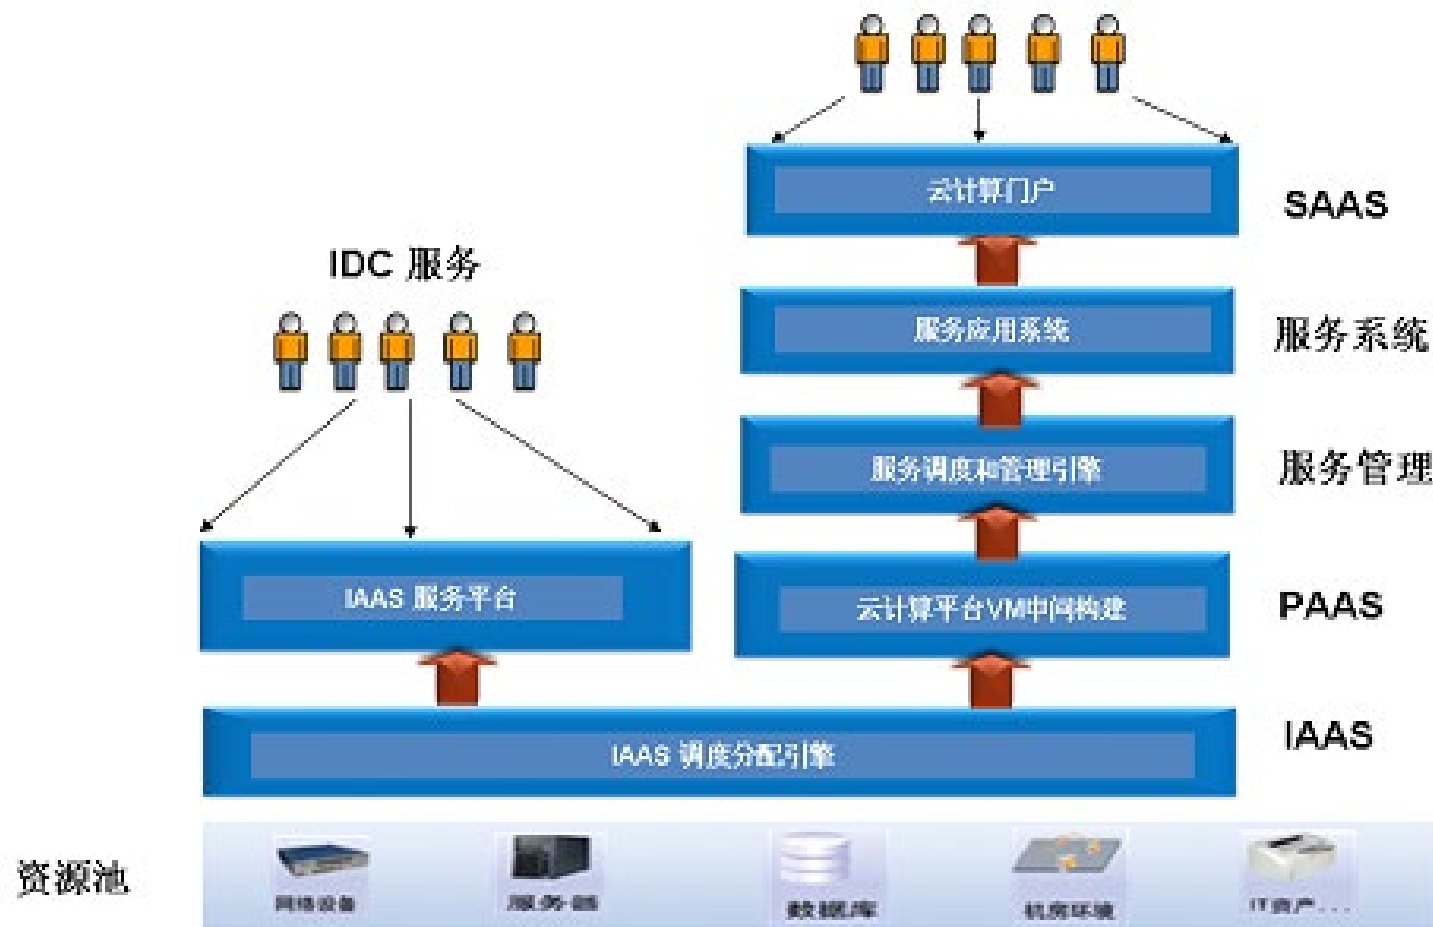 云计算门户
SAAS
IDC 服务
服务应用系统
服务系统
服务调度和管理引擎
服务管理
IAAS 服务平台
云计算平台VM中间构建
PAAS
IAAS 调度分配引擎
IAAS
资源池
网络设备
服务器
数据库
机房环境
IT资产....